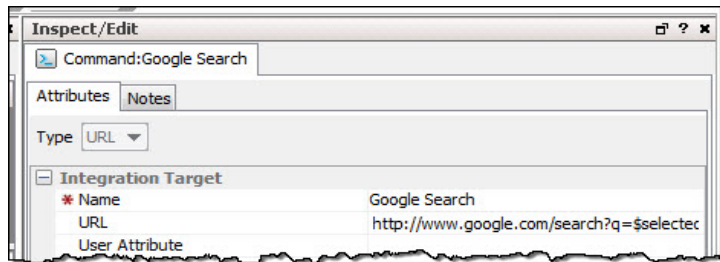 Inspect/Edit
Command:Google Search
Attributes Notes
Type URL
Integration Target
* Name Google Search
URL http://www.google.com/search?q=$selected
User Attribute